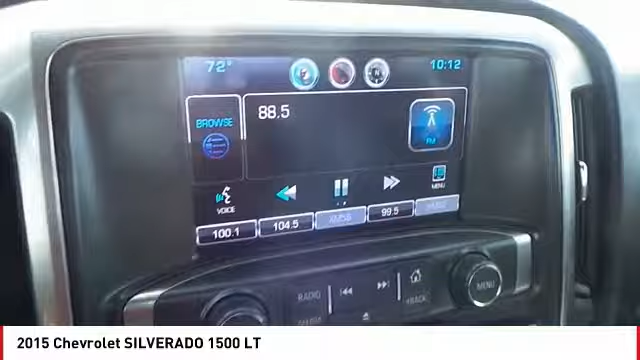 72° 10:12
88.5
BROWSE
FM
VOICE
MENU
100.1 104.5 XM56 99.5
RADIO
MENU
BACK
2015 Chevrolet SILVERADO 1500 LT